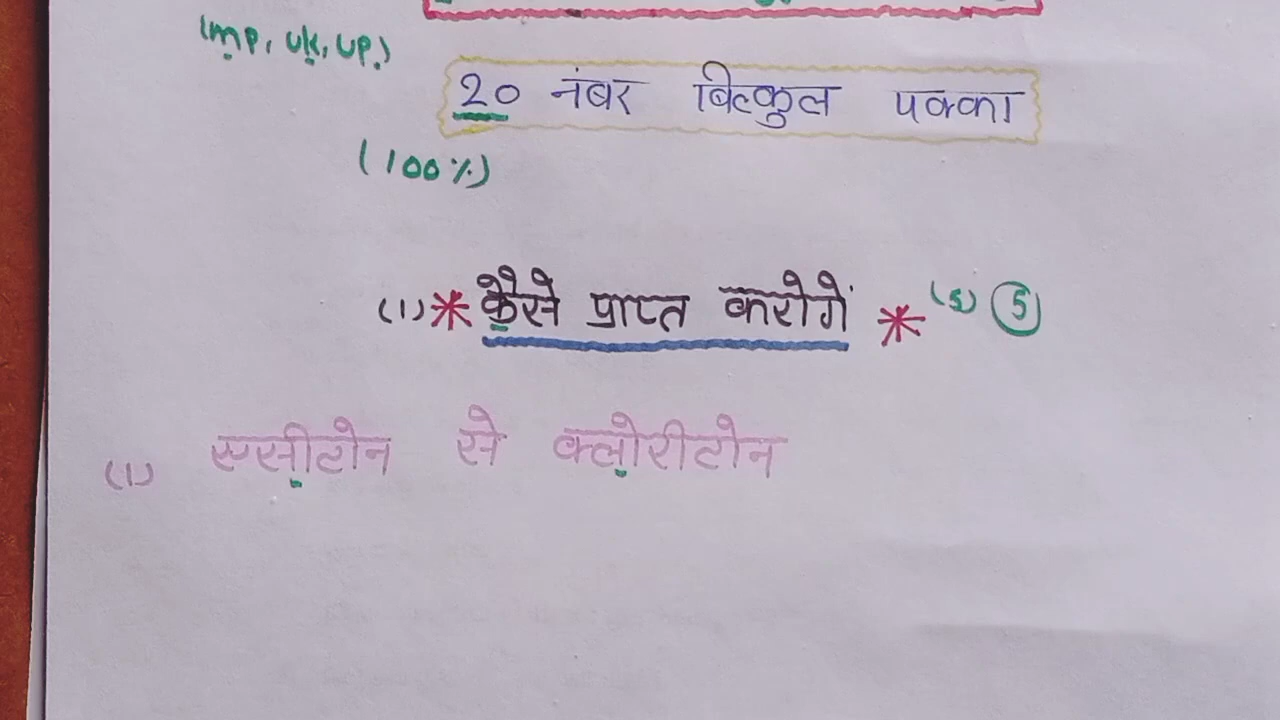 (mp, uk, up)
20 नंबर बिल्कुल पक्का
(100%)
(1) * कैसे प्राप्त करोगें * (5) 5
(1) एसीटोन से क्लोरीटोन